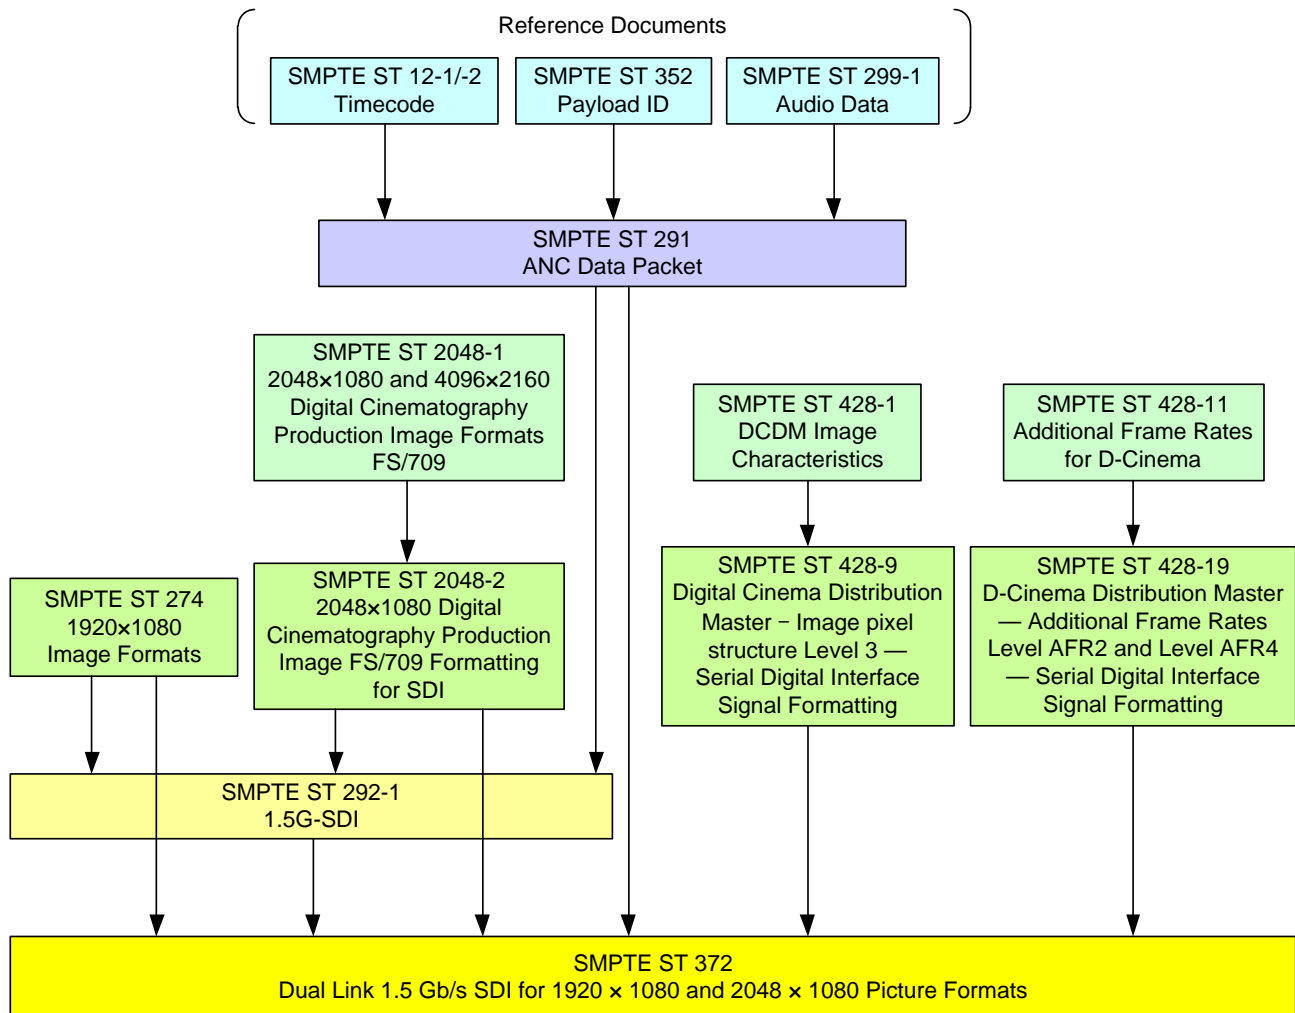 Reference Documents
SMPTE ST 12-1/-2
Timecode
SMPTE ST 352
Payload ID
SMPTE ST 299-1
Audio Data
SMPTE ST 291
ANC Data Packet
SMPTE ST 2048-1
2048×1080 and 4096×2160
Digital Cinematography
Production Image Formats
FS/709
SMPTE ST 428-1
DCDM Image
Characteristics
SMPTE ST 428-11
Additional Frame Rates
for D-Cinema
SMPTE ST 274
1920×1080
Image Formats
SMPTE ST 2048-2
2048×1080 Digital
Cinematography Production
Image FS/709 Formatting
for SDI
SMPTE ST 428-9
Digital Cinema Distribution
Master – Image pixel
structure Level 3 —
Serial Digital Interface
Signal Formatting
SMPTE ST 428-19
D-Cinema Distribution Master
— Additional Frame Rates
Level AFR2 and Level AFR4
— Serial Digital Interface
Signal Formatting
SMPTE ST 292-1
1.5G-SDI
SMPTE ST 372
Dual Link 1.5 Gb/s SDI for 1920 × 1080 and 2048 × 1080 Picture Formats